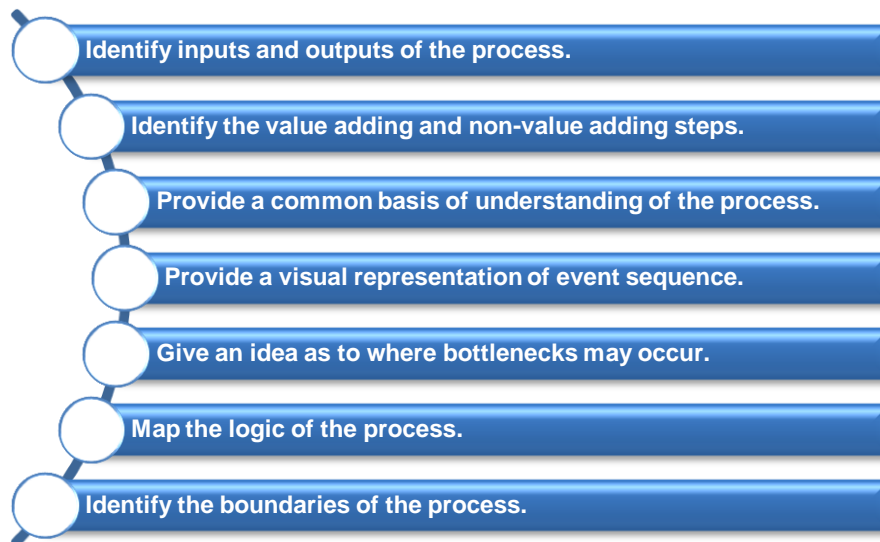 Identify inputs and outputs of the process.
Identify the value adding and non-value adding steps.
Provide a common basis of understanding of the process.
Provide a visual representation of event sequence.
Give an idea as to where bottlenecks may occur.
Map the logic of the process.
Identify the boundaries of the process.